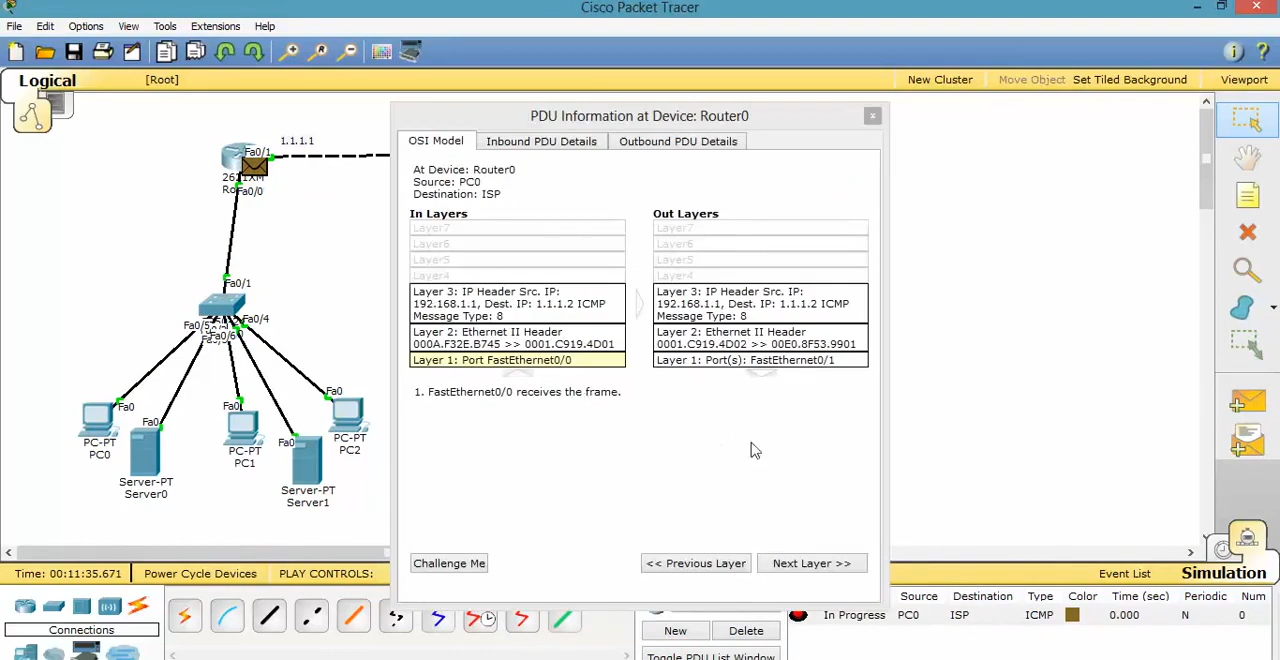 Cisco Packet Tracer
File Edit Options View Tools Extensions Help
Logical [Root] New Cluster Move Object Set Tiled Background Viewport
PDU Information at Device: Router0
OSI Model Inbound PDU Details Outbound PDU Details
At Device: Router0
Source: PC0
Destination: ISP
In Layers
Layer7
Layer6
Layer5
Layer4
Layer 3: IP Header Src. IP:
192.168.1.1, Dest. IP: 1.1.1.2 ICMP
Message Type: 8
Layer 2: Ethernet II Header
000A.F32E.B745 >> 0001.C919.4D01
Layer 1: Port FastEthernet0/0
Out Layers
Layer7
Layer6
Layer5
Layer4
Layer 3: IP Header Src. IP:
192.168.1.1, Dest. IP: 1.1.1.2 ICMP
Message Type: 8
Layer 2: Ethernet II Header
0001.C919.4D02 >> 00E0.8F53.9901
Layer 1: Port(s): FastEthernet0/1
1. FastEthernet0/0 receives the frame.
Challenge Me << Previous Layer Next Layer >>
1.1.1.1
Fa0/1
Fa0/0
Fa0/1
Fa0/4
Fa0
PC-PT
PC0
Fa0
Server-PT
Server0
Fa0
PC-PT
PC1
Fa0
Server-PT
Server1
Fa0
PC-PT
PC2
Time: 00:11:35.671 Power Cycle Devices PLAY CONTROLS: Event List Simulation
Connections
New Delete
Toggle PDU List Window
Source Destination Type Color Time (sec) Periodic Num
In Progress PC0 ISP ICMP 0.000 N 0